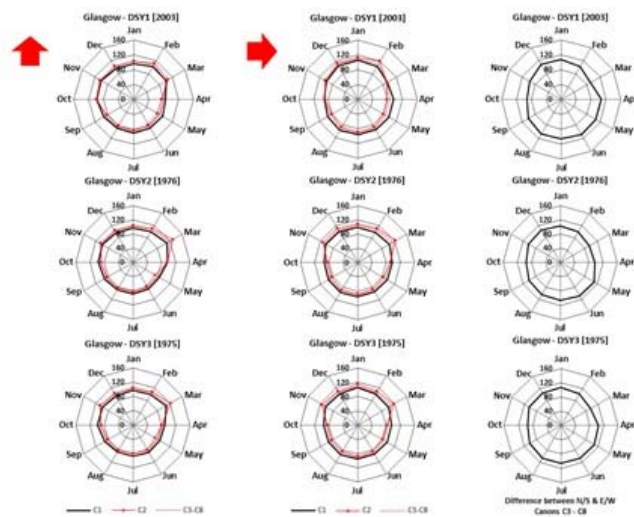 Glasgow - DSY1 [2003]
Jan
Feb
Mar
Apr
May
Jun
Jul
Aug
Sep
Oct
Nov
Dec
160
120
80
40
0
Glasgow - DSY1 [2003]
Jan
Feb
Mar
Apr
May
Jun
Jul
Aug
Sep
Oct
Nov
Dec
160
120
80
40
0
Glasgow - DSY1 [2003]
Jan
Feb
Mar
Apr
May
Jun
Jul
Aug
Sep
Oct
Nov
Dec
160
120
80
40
0
Glasgow - DSY2 [1976]
Jan
Feb
Mar
Apr
May
Jun
Jul
Aug
Sep
Oct
Nov
Dec
160
120
80
40
0
Glasgow - DSY2 [1976]
Jan
Feb
Mar
Apr
May
Jun
Jul
Aug
Sep
Oct
Nov
Dec
160
120
80
40
0
Glasgow - DSY2 [1976]
Jan
Feb
Mar
Apr
May
Jun
Jul
Aug
Sep
Oct
Nov
Dec
160
120
80
40
0
Glasgow - DSY3 [1975]
Jan
Feb
Mar
Apr
May
Jun
Jul
Aug
Sep
Oct
Nov
Dec
160
120
80
40
0
Glasgow - DSY3 [1975]
Jan
Feb
Mar
Apr
May
Jun
Jul
Aug
Sep
Oct
Nov
Dec
160
120
80
40
0
Glasgow - DSY3 [1975]
Jan
Feb
Mar
Apr
May
Jun
Jul
Aug
Sep
Oct
Nov
Dec
160
120
80
40
0
C1 C2 C3-C8
C1 C2 C3-C8
Difference between N/S & E/W
Canons C3 - C8